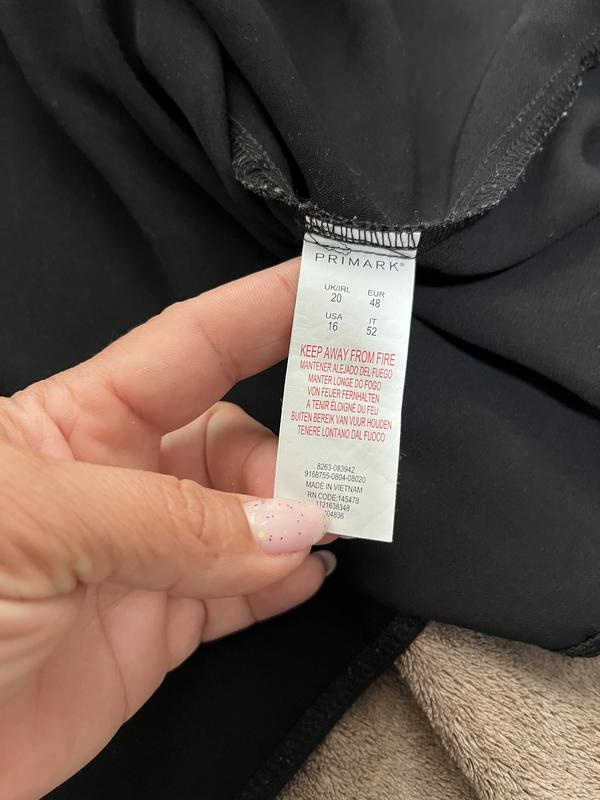 PRIMARK®
UK/IRL EUR
20 48
USA IT
16 52
KEEP AWAY FROM FIRE
MANTENER ALEJADO DEL FUEGO
MANTER LONGE DO FOGO
VON FEUER FERNHALTEN
À TENIR ÉLOIGNÉ DU FEU
BUITEN BEREIK VAN VUUR HOUDEN
TENERE LONTANO DAL FUOCO
8263-083942
9168755-0804-08020
MADE IN VIETNAM
RN CODE:145478
1121638348